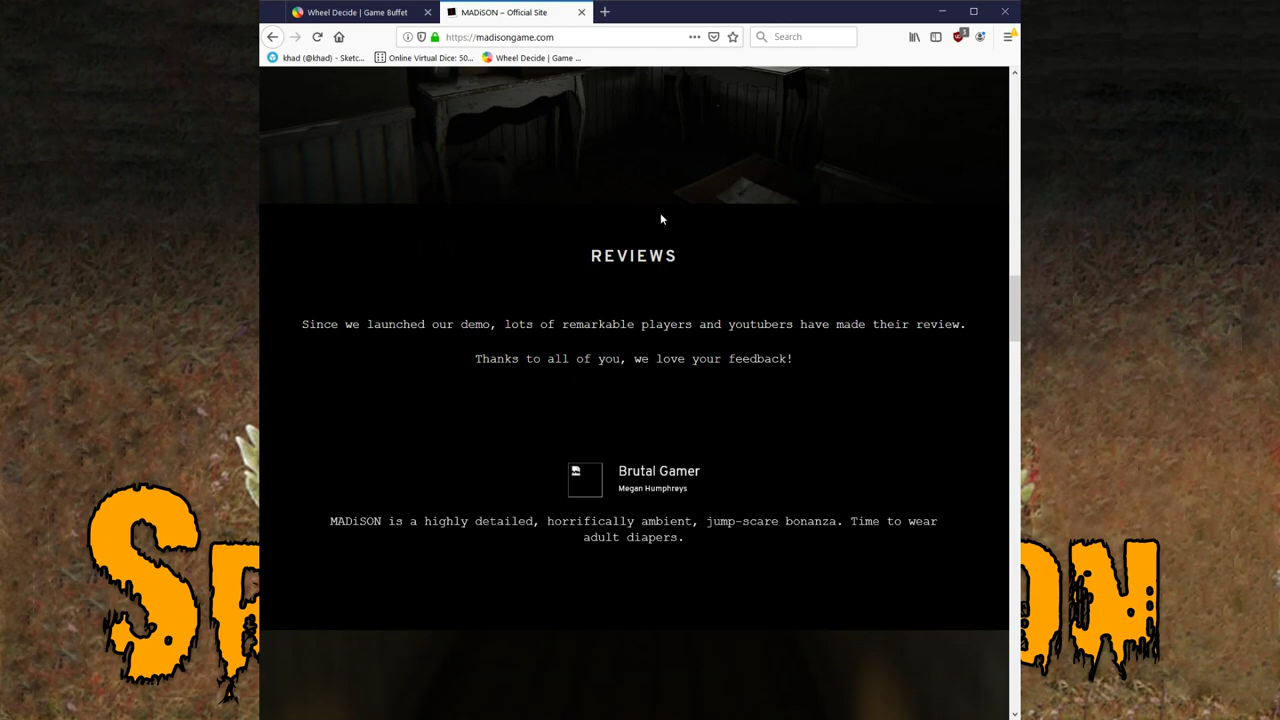 Wheel Decide | Game Buffet
MADiSON – Official Site
https://madisongame.com
Search
3
khad (@khad) - Sketc...
Online Virtual Dice: 50...
Wheel Decide | Game ...
REVIEWS
Since we launched our demo, lots of remarkable players and youtubers have made their review.
Thanks to all of you, we love your feedback!
Brutal Gamer
Megan Humphreys
MADiSON is a highly detailed, horrifically ambient, jump-scare bonanza. Time to wear
adult diapers.